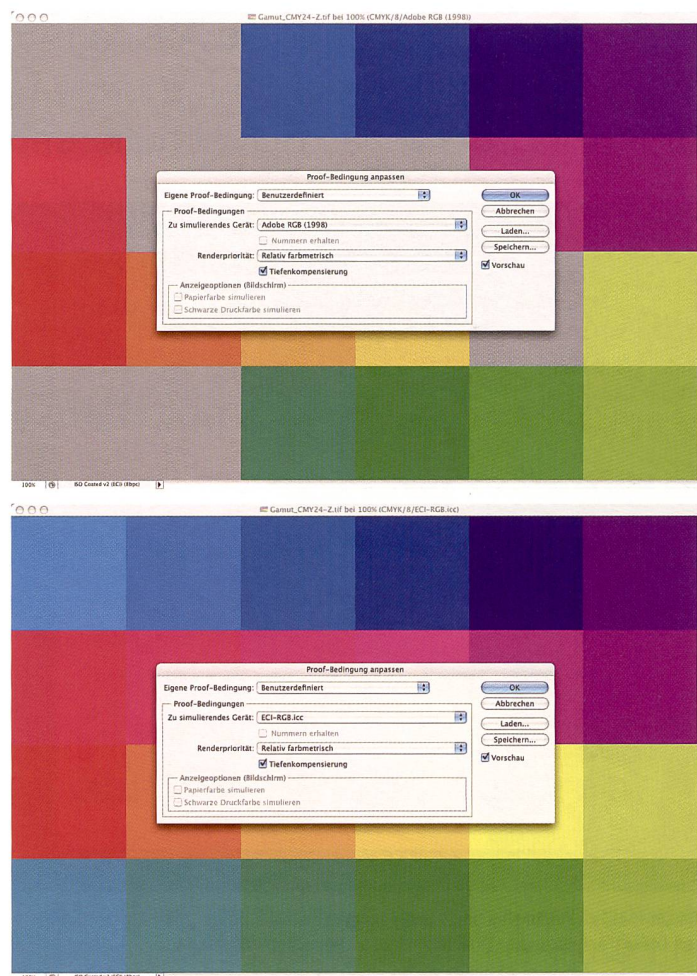 Gamut_CMY24-Z.tif bei 100% (CMYK/8/Adobe RGB (1998))
Proof-Bedingung anpassen
Eigene Proof-Bedingung: Benutzerdefiniert
OK
Proof-Bedingungen
Abbrechen
Zu simulierendes Gerät: Adobe RGB (1998)
Laden...
Nummern erhalten
Speichern...
Renderpriorität: Relativ farbmetrisch
Vorschau
Tiefenkompensierung
Anzeigeoptionen (Bildschirm)
Papierfarbe simulieren
Schwarze Druckfarbe simulieren
100% ISO Coated v2 (ECI) (8bpc)
Gamut_CMY24-Z.tif bei 100% (CMYK/8/ECI-RGB.icc)
Proof-Bedingung anpassen
Eigene Proof-Bedingung: Benutzerdefiniert
OK
Proof-Bedingungen
Abbrechen
Zu simulierendes Gerät: ECI-RGB.icc
Laden...
Nummern erhalten
Speichern...
Renderpriorität: Relativ farbmetrisch
Vorschau
Tiefenkompensierung
Anzeigeoptionen (Bildschirm)
Papierfarbe simulieren
Schwarze Druckfarbe simulieren